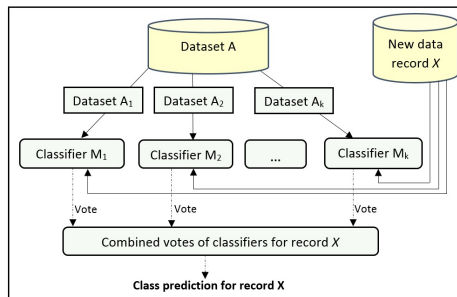 Dataset A
New data
record X
Dataset A₁
Dataset A₂
Dataset Aₖ
Classifier M₁
Classifier M₂
...
Classifier Mₖ
Vote
Vote
Vote
Combined votes of classifiers for record X
Class prediction for record X